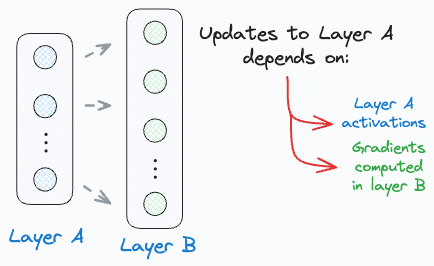 Updates to Layer A
depends on:
Layer A
activations
Gradients
computed
in layer B
Layer A
Layer B